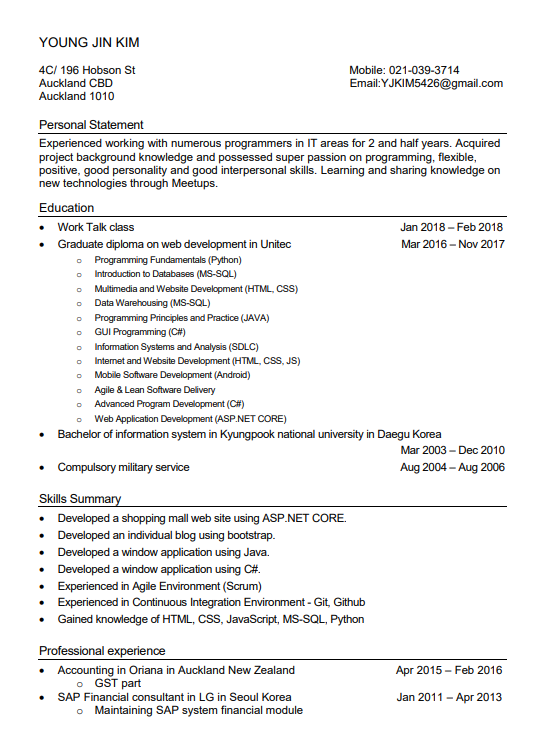 YOUNG JIN KIM
4C/ 196 Hobson St Mobile: 021-039-3714
Auckland CBD Email:YJKIM5426@gmail.com
Auckland 1010
Personal Statement
Experienced working with numerous programmers in IT areas for 2 and half years. Acquired
project background knowledge and possessed super passion on programming, flexible,
positive, good personality and good interpersonal skills. Learning and sharing knowledge on
new technologies through Meetups.
Education
• Work Talk class Jan 2018 – Feb 2018
• Graduate diploma on web development in Unitec Mar 2016 – Nov 2017
o Programming Fundamentals (Python)
o Introduction to Databases (MS-SQL)
o Multimedia and Website Development (HTML, CSS)
o Data Warehousing (MS-SQL)
o Programming Principles and Practice (JAVA)
o GUI Programming (C#)
o Information Systems and Analysis (SDLC)
o Internet and Website Development (HTML, CSS, JS)
o Mobile Software Development (Android)
o Agile & Lean Software Delivery
o Advanced Program Development (C#)
o Web Application Development (ASP.NET CORE)
• Bachelor of information system in Kyungpook national university in Daegu Korea
Mar 2003 – Dec 2010
• Compulsory military service Aug 2004 – Aug 2006
Skills Summary
• Developed a shopping mall web site using ASP.NET CORE.
• Developed an individual blog using bootstrap.
• Developed a window application using Java.
• Developed a window application using C#.
• Experienced in Agile Environment (Scrum)
• Experienced in Continuous Integration Environment - Git, Github
• Gained knowledge of HTML, CSS, JavaScript, MS-SQL, Python
Professional experience
• Accounting in Oriana in Auckland New Zealand Apr 2015 – Feb 2016
o GST part
• SAP Financial consultant in LG in Seoul Korea Jan 2011 – Apr 2013
o Maintaining SAP system financial module